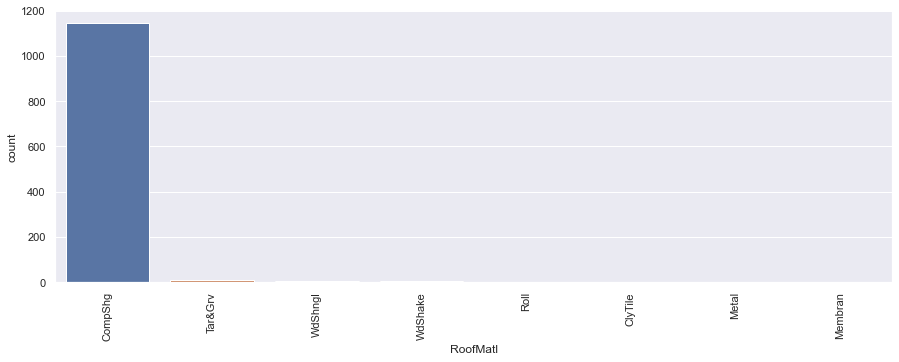 1200
1000
800
600
400
200
0
count
CompShg
Tar&Grv
WdShngl
WdShake
Roll
ClyTile
Metal
Membran
RoofMatl